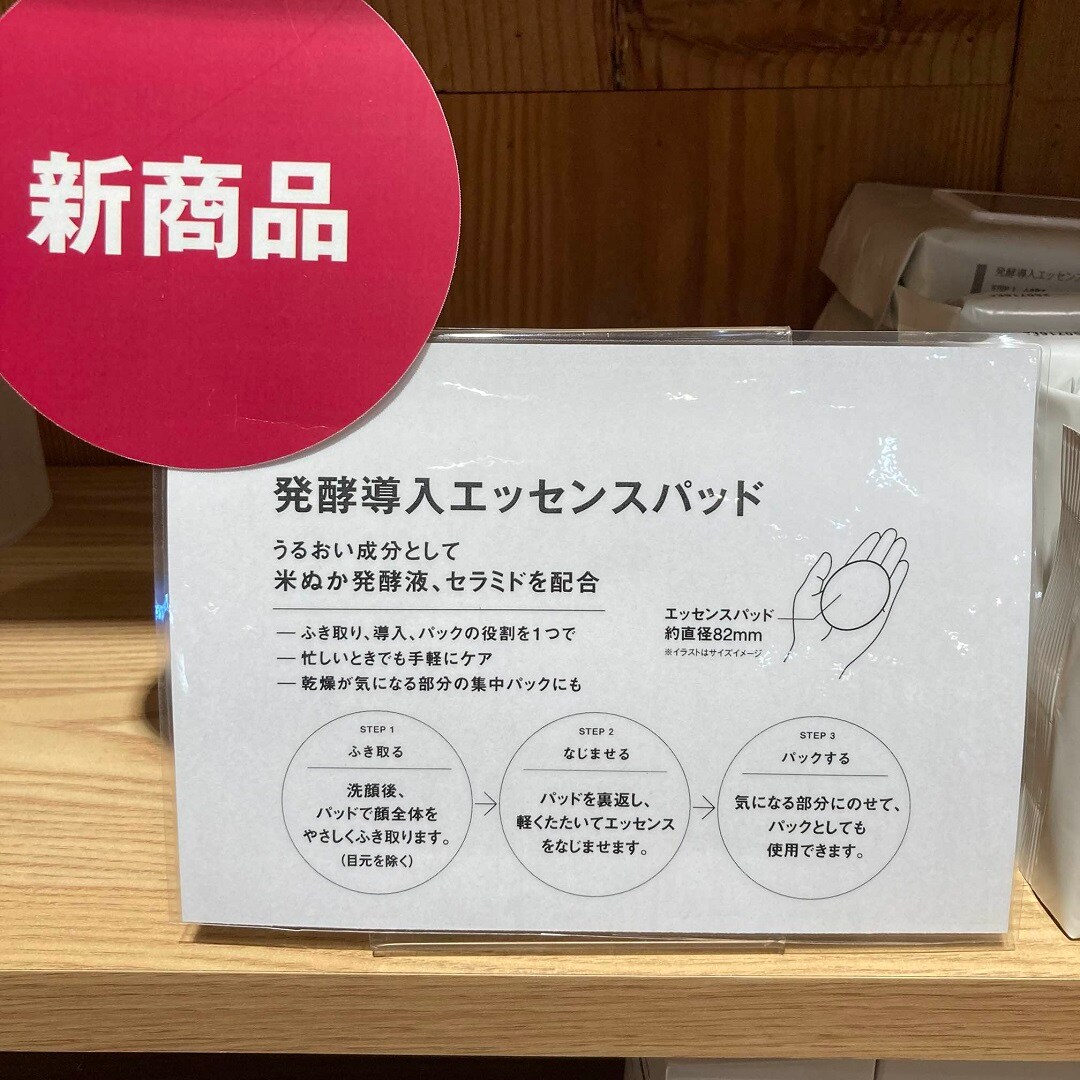 新商品
発酵導入エッセンスパッド
うるおい成分として
米ぬか発酵液、セラミドを配合
— ふき取り、導入、パックの役割を1つで
— 忙しいときでも手軽にケア
— 乾燥が気になる部分の集中パックにも
エッセンスパッド
約直径82mm
※イラストはサイズイメージ
STEP 1
ふき取る
洗顔後、
パッドで顔全体を
やさしくふき取ります。
(目元を除く)
STEP 2
なじませる
パッドを裏返し、
軽くたたいてエッセンス
をなじませます。
STEP 3
パックする
気になる部分にのせて、
パックとしても
使用できます。
発酵導入エッセンス